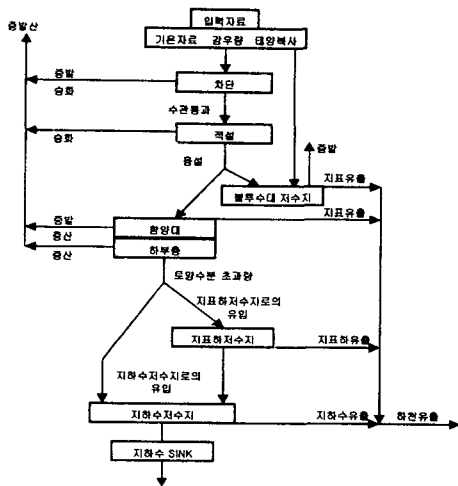 입력자료
기온자료 강우량 태양복사
증발산
증발
승화
차단
수관통과
승화
적설
융설
증발
불투수대 저수지
지표유출
증발
함양대
지표유출
증산
하부층
토양수분 초과량
지표하저수지로의
유입
지표하저수지
지표하유출
지하수저수지로의
유입
지하수저수지
지하수유출
하천유출
지하수 SINK